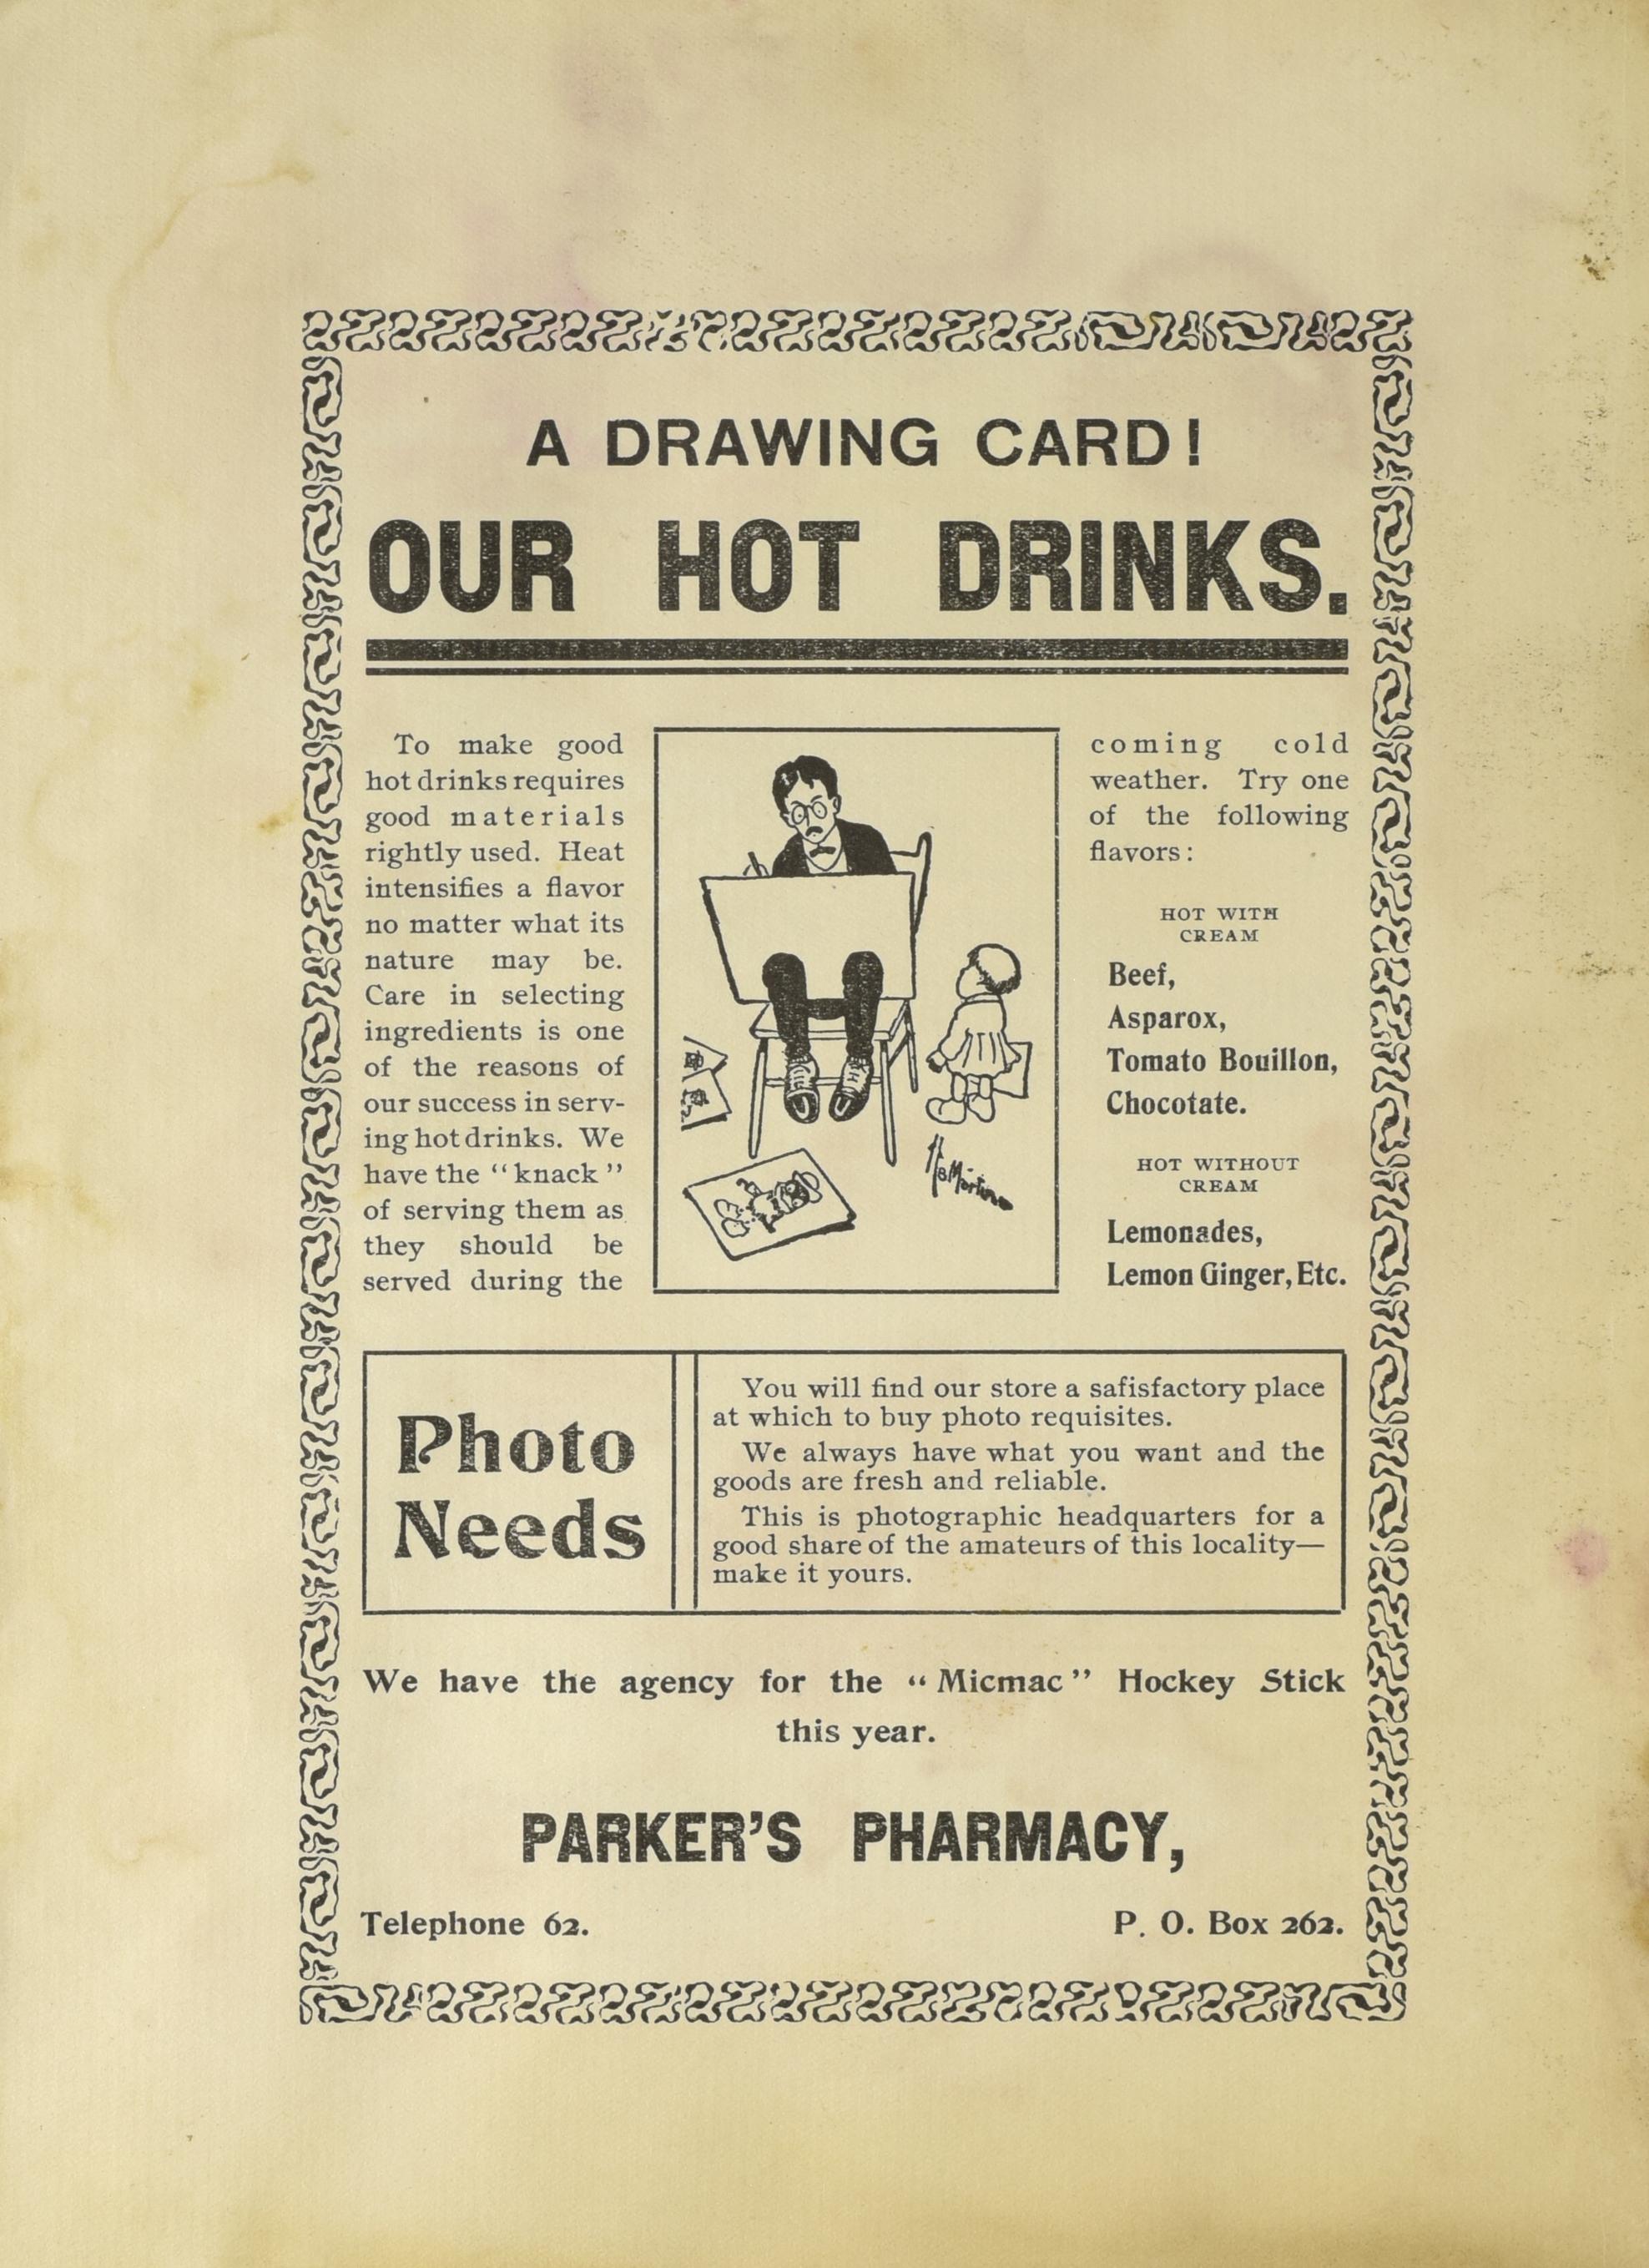 A DRAWING CARD!
OUR HOT DRINKS.
To make good
hot drinks requires
good materials
rightly used. Heat
intensifies a flavor
no matter what its
nature may be.
Care in selecting
ingredients is one
of the reasons of
our success in serv-
ing hot drinks. We
have the “knack”
of serving them as
they should be
served during the
coming cold
weather. Try one
of the following
flavors:
HOT WITH
CREAM
Beef,
Asparox,
Tomato Bouillon,
Chocotate.
HOT WITHOUT
CREAM
Lemonades,
Lemon Ginger, Etc.
Photo
Needs
You will find our store a safisfactory place
at which to buy photo requisites.
We always have what you want and the
goods are fresh and reliable.
This is photographic headquarters for a
good share of the amateurs of this locality—
make it yours.
We have the agency for the “Micmac” Hockey Stick
this year.
PARKER'S PHARMACY,
Telephone 62.
P. O. Box 262.